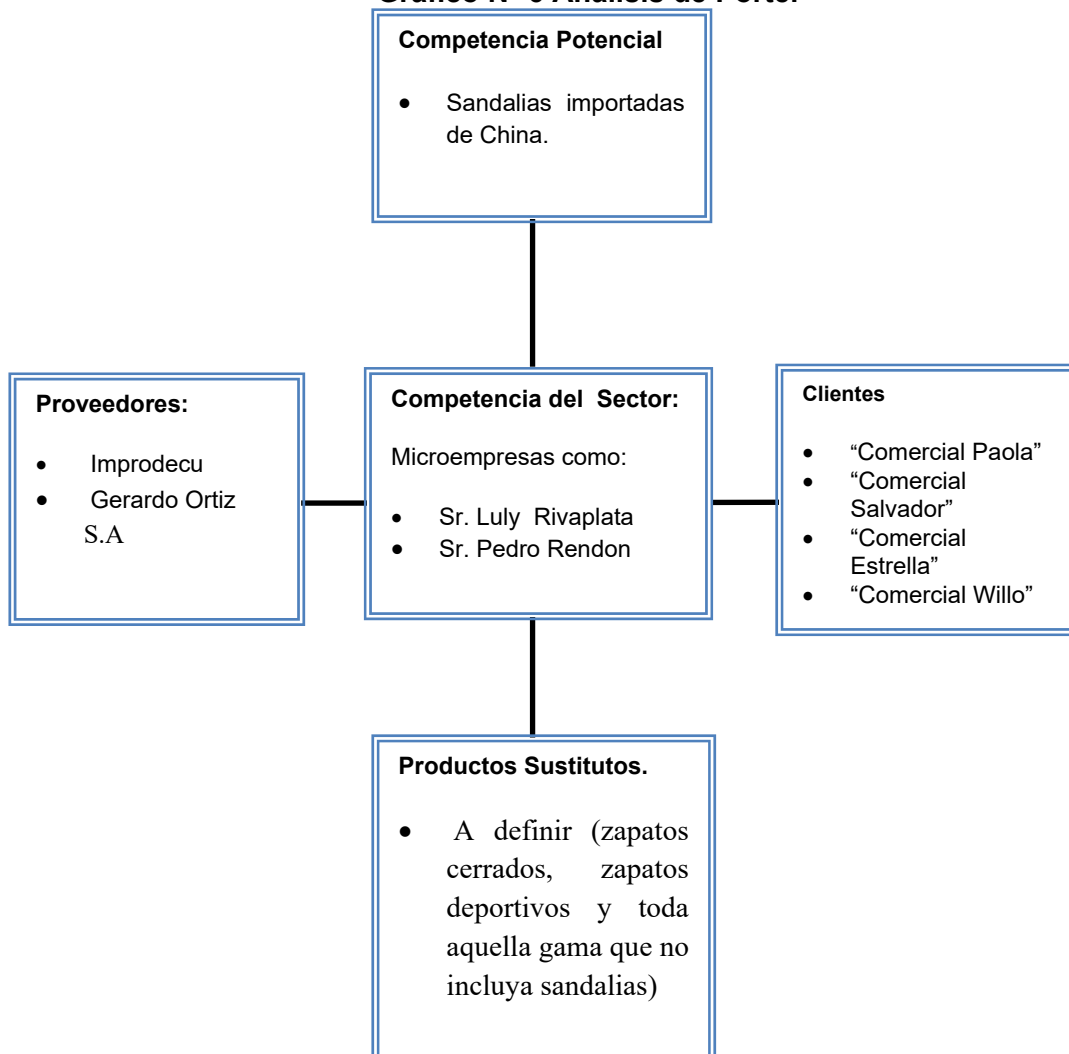 de Porter
Competencia Potencial
• Sandalias importadas
de China.
Proveedores:
• Improdecu
• Gerardo Ortiz
S.A
Competencia del Sector:
Microempresas como:
• Sr. Luly Rivaplata
• Sr. Pedro Rendon
Clientes
• “Comercial Paola”
• “Comercial
Salvador”
• “Comercial
Estrella”
• “Comercial Willo”
Productos Sustitutos.
• A definir (zapatos
cerrados, zapatos
deportivos y toda
aquella gama que no
incluya sandalias)